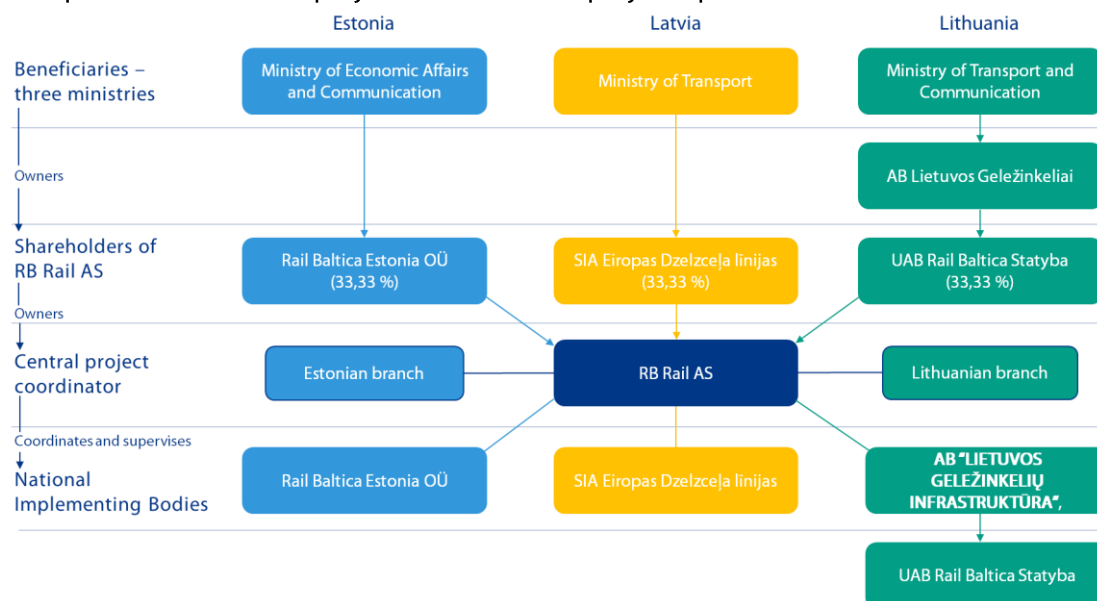 Estonia
Latvia
Lithuania
Beneficiaries –
three ministries
Ministry of Economic Affairs
and Communication
Ministry of Transport
Ministry of Transport and
Communication
Owners
AB Lietuvos Geležinkeliai
Shareholders of
RB Rail AS
Rail Baltica Estonia OÜ
(33,33 %)
SIA Eiropas Dzelzceļa līnijas
(33,33 %)
UAB Rail Baltica Statyba
(33,33 %)
Owners
Central project
coordinator
Estonian branch
RB Rail AS
Lithuanian branch
Coordinates and supervises
National
Implementing Bodies
Rail Baltica Estonia OÜ
SIA Eiropas Dzelzceļa līnijas
AB “LIETUVOS
GELEŽINKELIŲ
INFRASTRUKTŪRA”,
UAB Rail Baltica Statyba